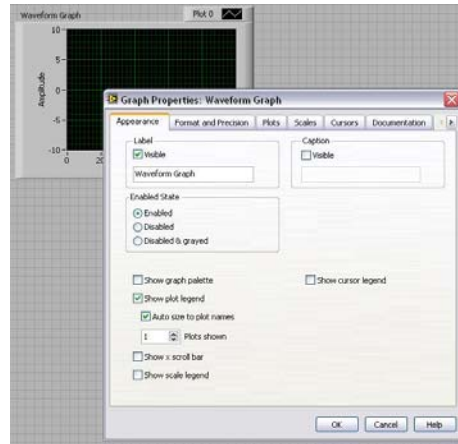 Waveform Graph
Plot 0
10
5
0
-5
-10
Amplitude
0
Graph Properties: Waveform Graph
Appearance Format and Precision Plots Scales Cursors Documentation
Label
Visible
Waveform Graph
Caption
Visible
Enabled State
Enabled
Disabled
Disabled & grayed
Show graph palette
Show cursor legend
Show plot legend
Auto size to plot names
1 Plots shown
Show x scroll bar
Show scale legend
OK Cancel Help